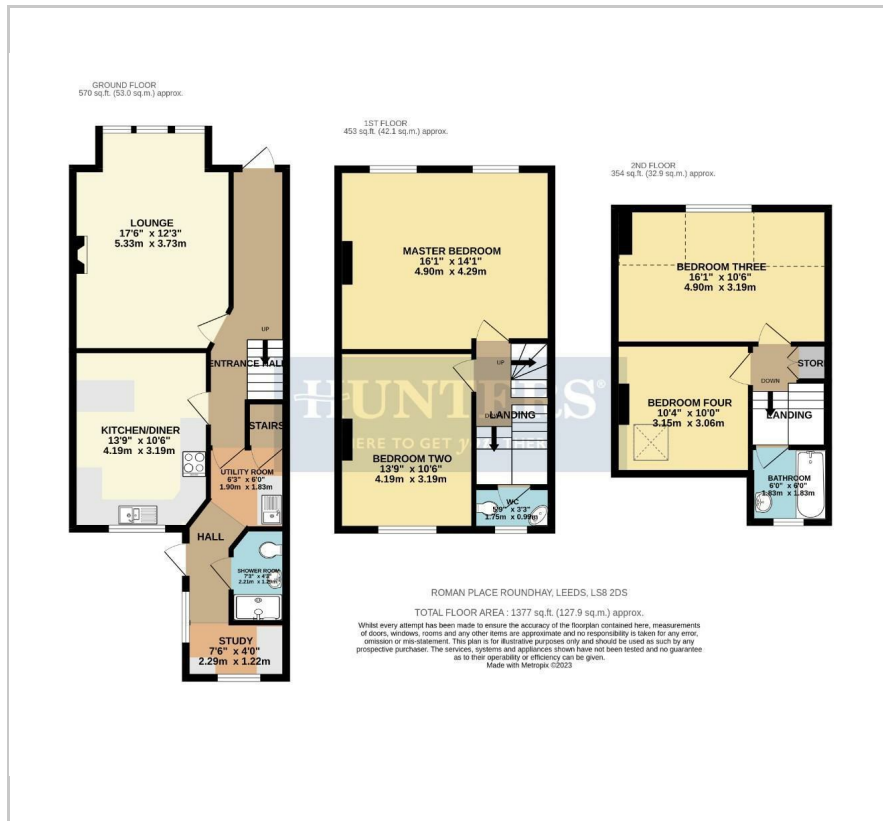 GROUND FLOOR
570 sq.ft. (53.0 sq.m.) approx.
LOUNGE
17'6" x 12'3"
5.33m x 3.73m
UP
ENTRANCE HALL
KITCHEN/DINER
13'9" x 10'6"
4.19m x 3.19m
STAIRS
UTILITY ROOM
6'3" x 6'0"
1.90m x 1.83m
HALL
SHOWER ROOM
STUDY
7'6" x 4'0"
2.29m x 1.22m
1ST FLOOR
453 sq.ft. (42.1 sq.m.) approx.
MASTER BEDROOM
16'1" x 14'1"
4.90m x 4.29m
UP
LANDING
BEDROOM TWO
13'9" x 10'6"
4.19m x 3.19m
WC
5'9" x 3'3"
1.75m x 0.99m
2ND FLOOR
354 sq.ft. (32.9 sq.m.) approx.
BEDROOM THREE
16'1" x 10'6"
4.90m x 3.19m
STORE
DOWN
LANDING
BEDROOM FOUR
10'4" x 10'0"
3.15m x 3.06m
BATHROOM
6'0" x 6'0"
1.83m x 1.83m
HUNTERS®
HERE TO GET you THERE
ROMAN PLACE ROUNDHAY, LEEDS, LS8 2DS
TOTAL FLOOR AREA : 1377 sq.ft. (127.9 sq.m.) approx.
Whilst every attempt has been made to ensure the accuracy of the floorplan contained here, measurements
of doors, windows, rooms and any other items are approximate and no responsibility is taken for any error,
omission or mis-statement. This plan is for illustrative purposes only and should be used as such by any
prospective purchaser. The services, systems and appliances shown have not been tested and no guarantee
as to their operability or efficiency can be given.
Made with Metropix ©2023